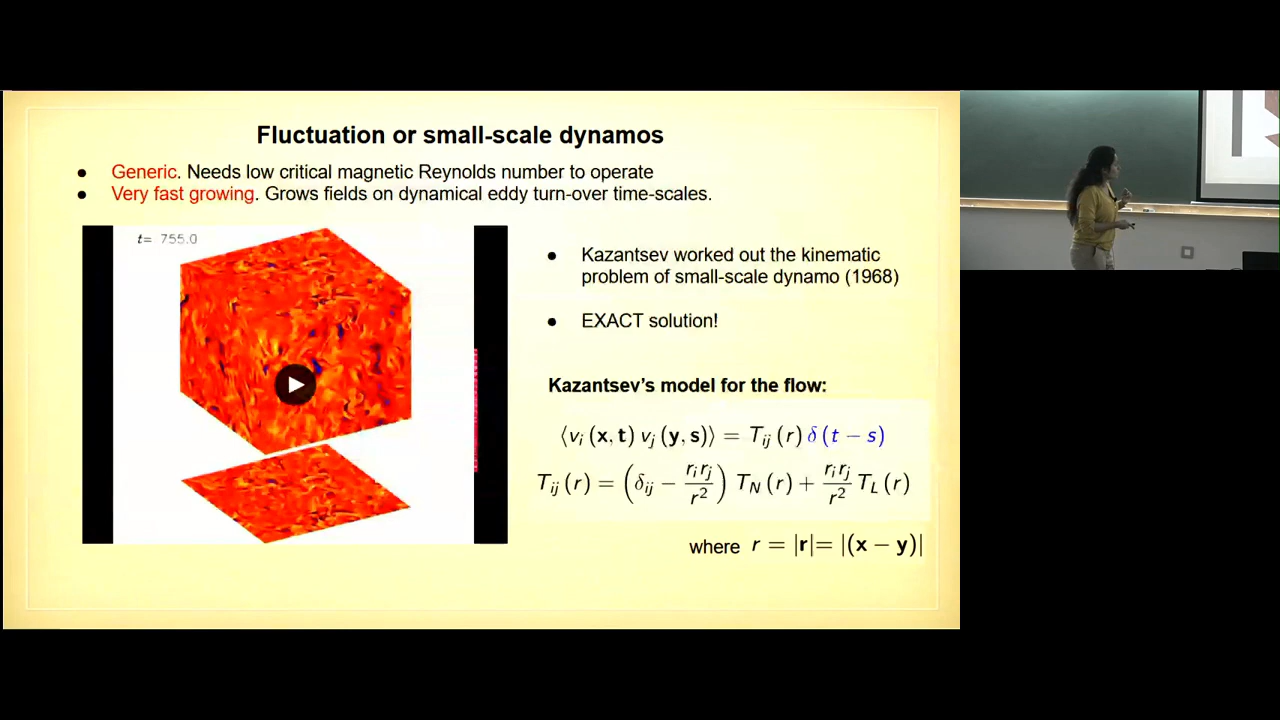 Fluctuation or small-scale dynamos
● Generic. Needs low critical magnetic Reynolds number to operate
● Very fast growing. Grows fields on dynamical eddy turn-over time-scales.
t= 755.0
● Kazantsev worked out the kinematic
problem of small-scale dynamo (1968)
● EXACT solution!
Kazantsev's model for the flow:
⟨v_i (x, t) v_j (y, s)⟩ = T_ij (r) δ (t − s)
T_ij (r) = (δ_ij − r_i r_j / r²) T_N (r) + r_i r_j / r² T_L (r)
where r = |r|= |(x − y)|